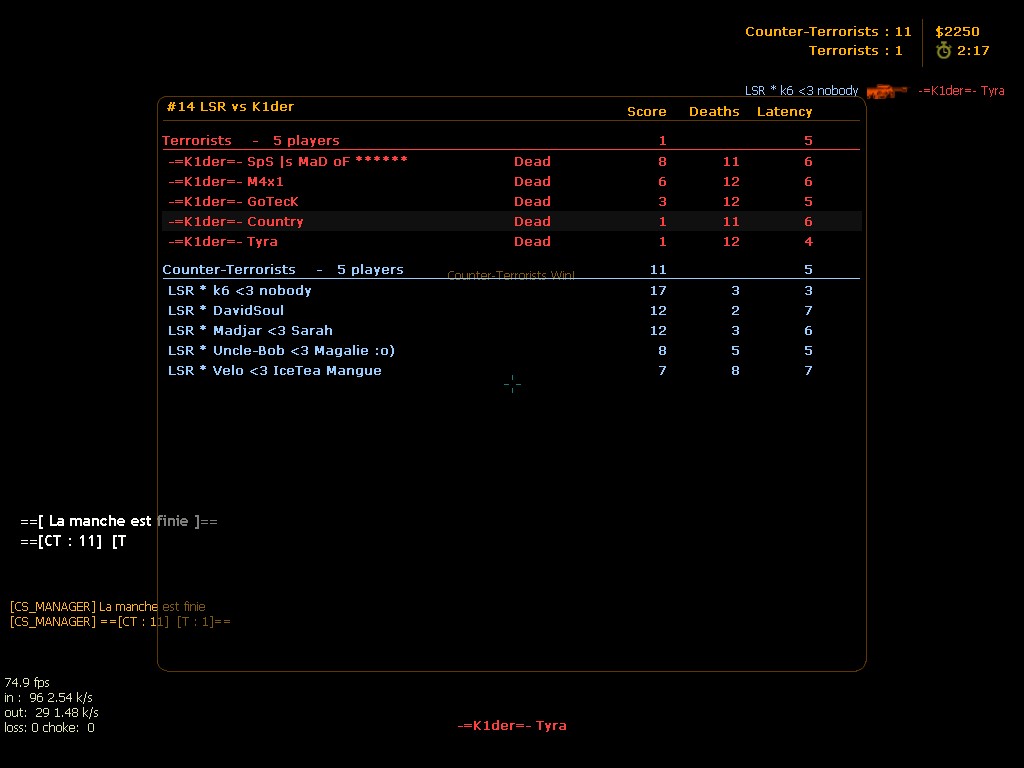 Counter-Terrorists : 11 $2250
Terrorists : 1 2:17
LSR * k6 <3 nobody -=K1der=- Tyra
#14 LSR vs K1der
Score Deaths Latency
Terrorists - 5 players 1 5
-=K1der=- SpS |s MaD oF ****** Dead 8 11 6
-=K1der=- M4x1 Dead 6 12 6
-=K1der=- GoTecK Dead 3 12 5
-=K1der=- Country Dead 1 11 6
-=K1der=- Tyra Dead 1 12 4
Counter-Terrorists - 5 players 11 5
Counter-Terrorists Win!
LSR * k6 <3 nobody 17 3 3
LSR * DavidSoul 12 2 7
LSR * Madjar <3 Sarah 12 3 6
LSR * Uncle-Bob <3 Magalie :o) 8 5 5
LSR * Velo <3 IceTea Mangue 7 8 7
==[ La manche est finie ]==
==[CT : 11] [T
[CS_MANAGER] La manche est finie
[CS_MANAGER] ==[CT : 11] [T : 1]==
74.9 fps
in : 96 2.54 k/s
out: 29 1.48 k/s
loss: 0 choke: 0
-=K1der=- Tyra